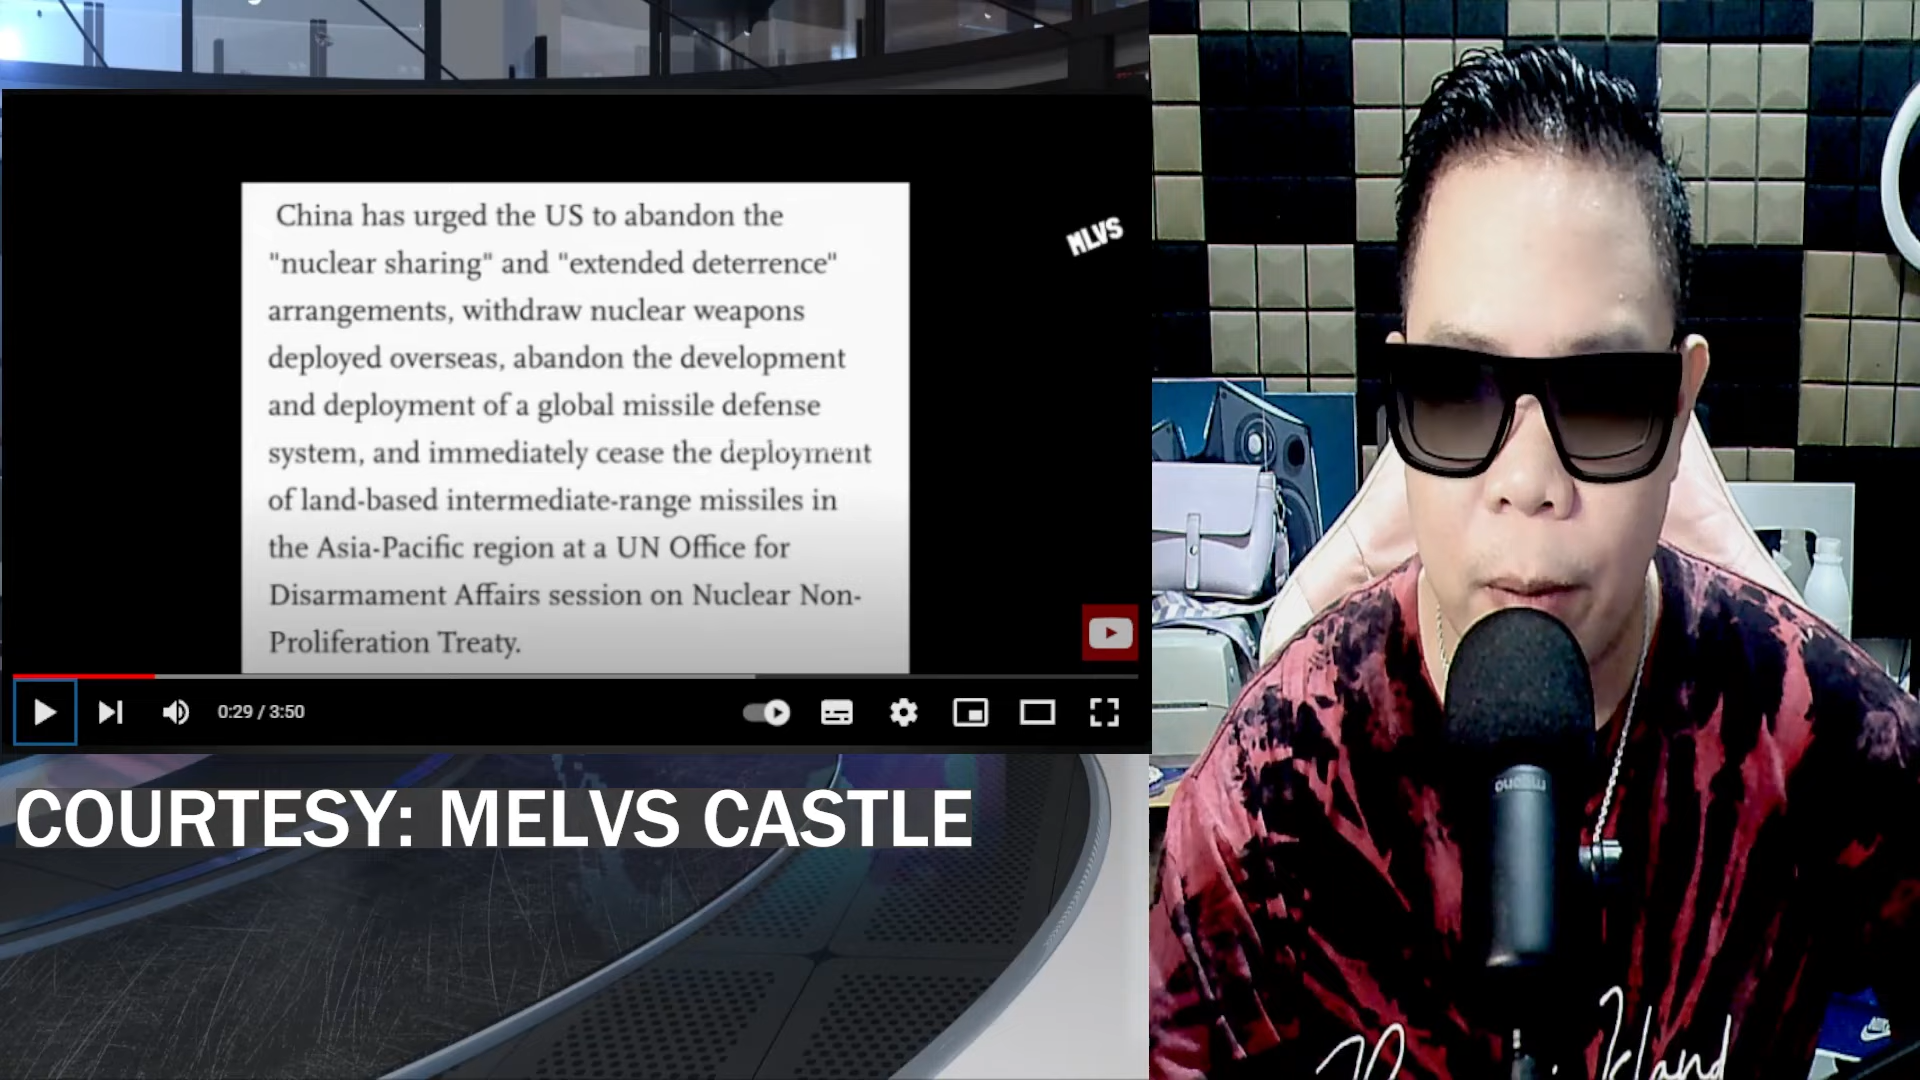 China has urged the US to abandon the
"nuclear sharing" and "extended deterrence"
arrangements, withdraw nuclear weapons
deployed overseas, abandon the development
and deployment of a global missile defense
system, and immediately cease the deployment
of land-based intermediate-range missiles in
the Asia-Pacific region at a UN Office for
Disarmament Affairs session on Nuclear Non-
Proliferation Treaty.
MLVS
0:29 / 3:50
COURTESY: MELVS CASTLE
maono
Island